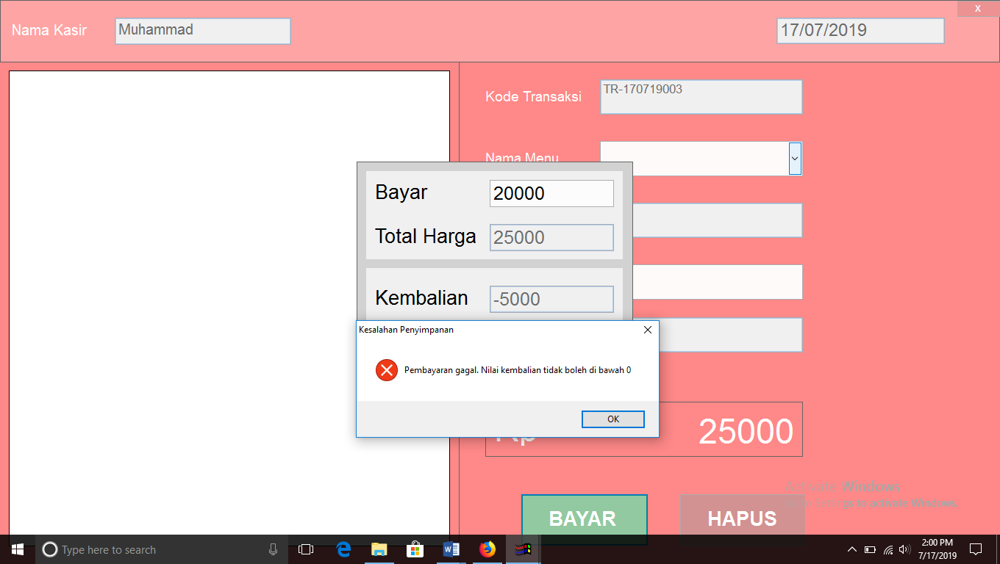 X
Nama Kasir
Muhammad
17/07/2019
Kode Transaksi
TR-170719003
Nama Menu
Bayar
20000
Total Harga
25000
Kembalian
-5000
Kesalahan Penyimpanan
Pembayaran gagal. Nilai kembalian tidak boleh di bawah 0
OK
Rp
25000
Activate Windows
settings to activate Windows.
BAYAR
HAPUS
Type here to search
2:00 PM
7/17/2019